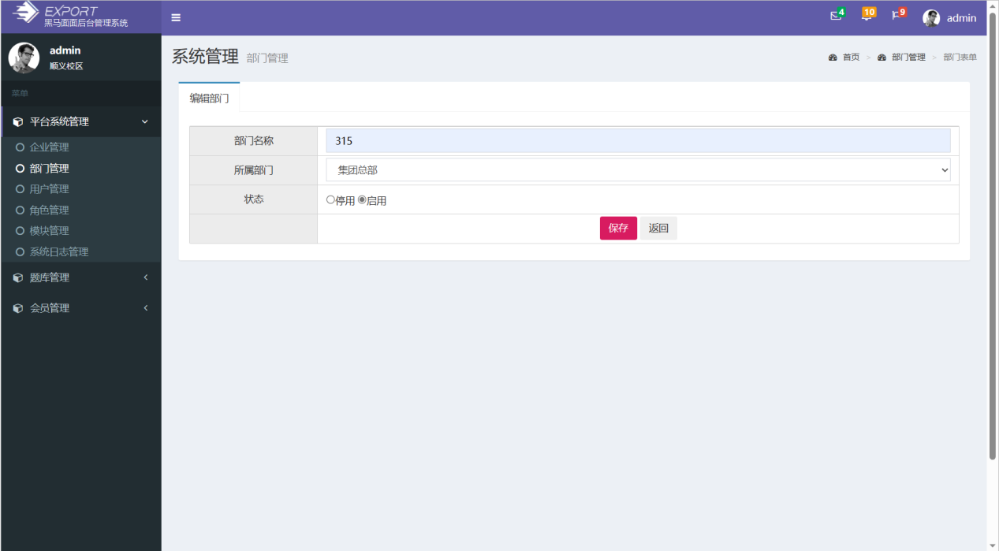 EXPORT
黑马面面后台管理系统
4
10
9
admin
admin
顺义校区
菜单
平台系统管理
企业管理
部门管理
用户管理
角色管理
模块管理
系统日志管理
题库管理
会员管理
系统管理 部门管理
首页 > 部门管理 > 部门表单
编辑部门
部门名称 315
所属部门 集团总部
状态 停用 启用
保存 返回